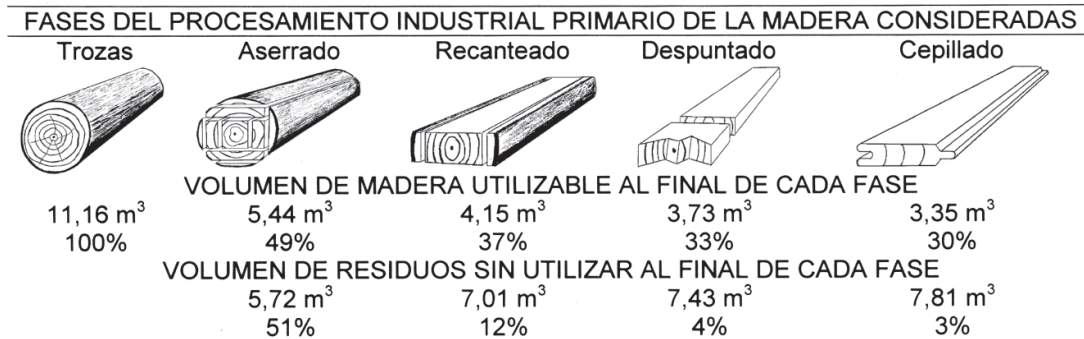 FASES DEL PROCESAMIENTO INDUSTRIAL PRIMARIO DE LA MADERA CONSIDERADAS
Trozas Aserrado Recanteado Despuntado Cepillado
VOLUMEN DE MADERA UTILIZABLE AL FINAL DE CADA FASE
11,16 m³ 5,44 m³ 4,15 m³ 3,73 m³ 3,35 m³
100% 49% 37% 33% 30%
VOLUMEN DE RESIDUOS SIN UTILIZAR AL FINAL DE CADA FASE
5,72 m³ 7,01 m³ 7,43 m³ 7,81 m³
51% 12% 4% 3%